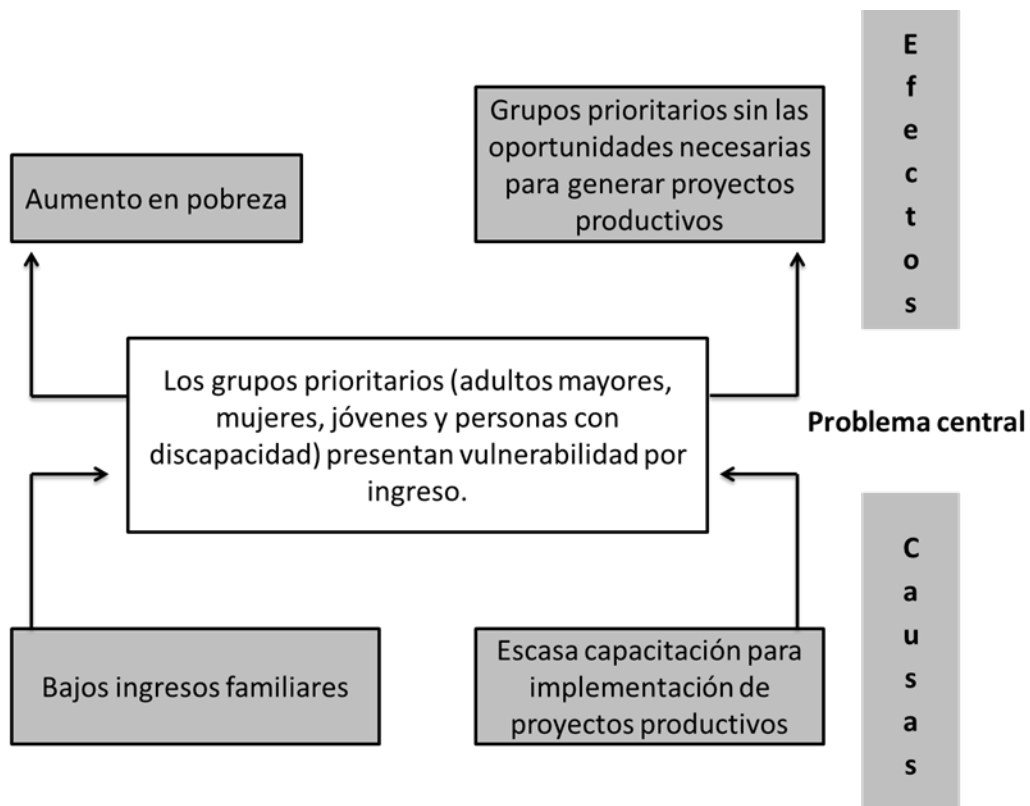 Efectos
Grupos prioritarios sin las
oportunidades necesarias
para generar proyectos
productivos
Aumento en pobreza
Los grupos prioritarios (adultos mayores,
mujeres, jóvenes y personas con
discapacidad) presentan vulnerabilidad por
ingreso.
Problema central
Causas
Bajos ingresos familiares
Escasa capacitación para
implementación de
proyectos productivos